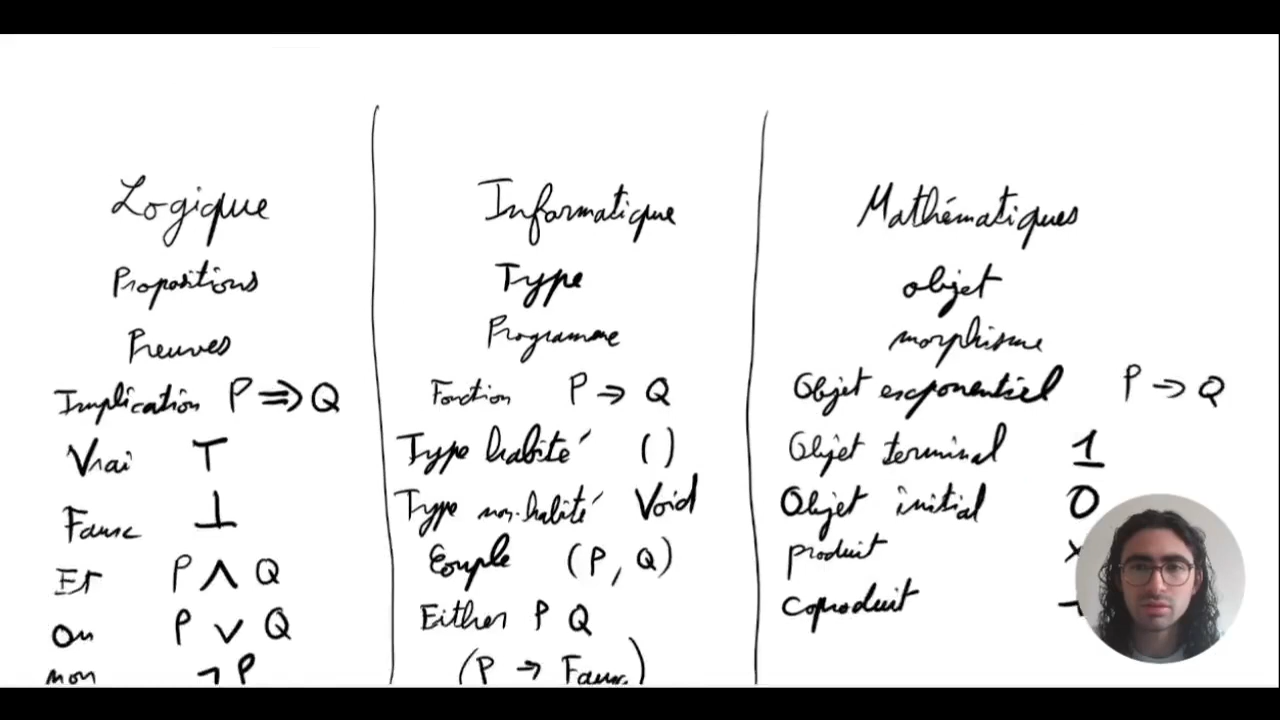 Logique
Informatique
Mathématiques
Propositions
Type
objet
Preuves
Programme
morphisme
Implication P ⇒ Q
Fonction P → Q
Objet exponentiel P → Q
Vrai ⊤
Type habité ()
Objet terminal 1
Faux ⊥
Type non-habité Void
Objet initial 0
Et P ∧ Q
Couple (P, Q)
produit ×
Ou P ∨ Q
Either P Q
coproduit
non ¬P
(P → Faux)